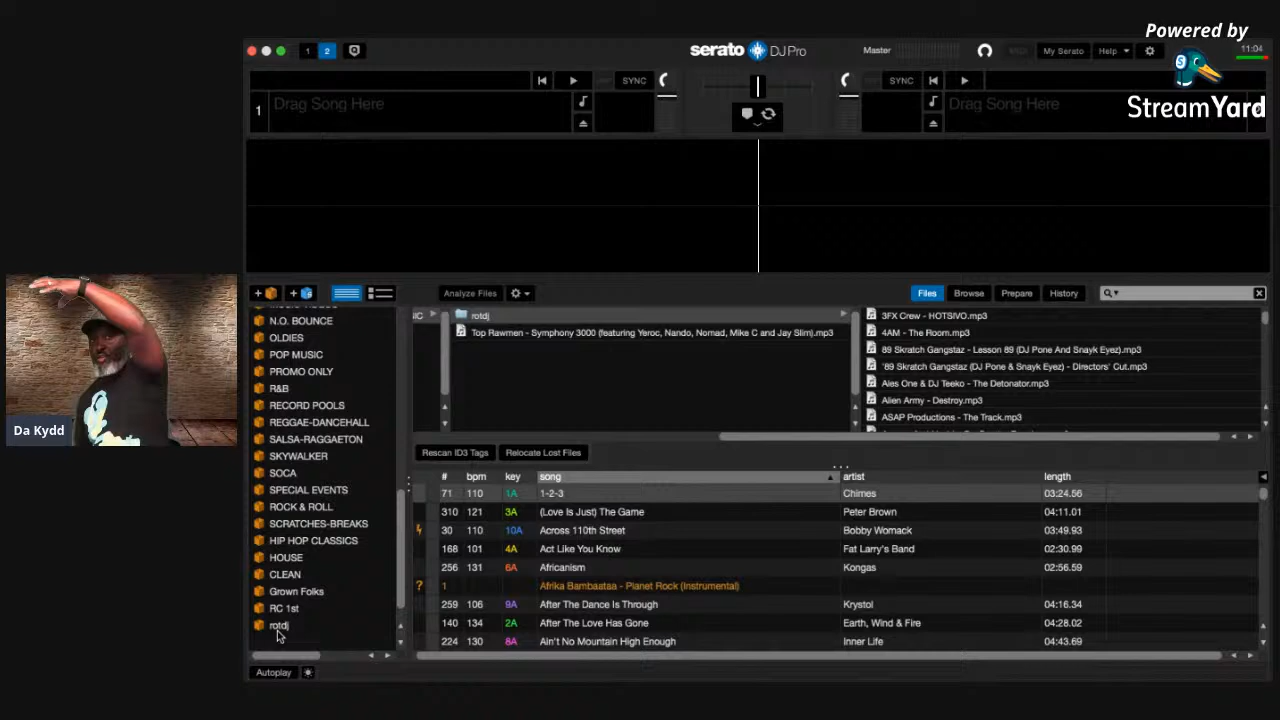 Powered by
StreamYard
1
2
serato DJ Pro
Master
MIDI
My Serato
Help
11:04
SYNC
SYNC
1
Drag Song Here
Drag Song Here
Analyze Files
Files
Browse
Prepare
History
N.O. BOUNCE
OLDIES
POP MUSIC
PROMO ONLY
R&B
RECORD POOLS
REGGAE-DANCEHALL
SALSA-RAGGAETON
SKYWALKER
SOCA
SPECIAL EVENTS
ROCK & ROLL
SCRATCHES-BREAKS
HIP HOP CLASSICS
HOUSE
CLEAN
Grown Folks
RC 1st
rotdj
rotdj
Top Rawmen - Symphony 3000 (featuring Yeroc, Nando, Nomad, Mike C and Jay Slim).mp3
3FX Crew - HOTSIVO.mp3
4AM - The Room.mp3
89 Skratch Gangstaz - Lesson 89 (DJ Pone And Snayk Eyez).mp3
'89 Skratch Gangstaz (DJ Pone & Snayk Eyez) - Directors' Cut.mp3
Ales One & DJ Teeko - The Detonator.mp3
Alien Army - Destroy.mp3
ASAP Productions - The Track.mp3
Rescan ID3 Tags
Relocate Lost Files
# bpm key song artist length
71 110 1A 1-2-3 Chimes 03:24.56
310 121 3A (Love Is Just) The Game Peter Brown 04:11.01
30 110 10A Across 110th Street Bobby Womack 03:49.93
168 101 4A Act Like You Know Fat Larry's Band 02:30.99
256 131 6A Africanism Kongas 02:56.59
? 1 Afrika Bambaataa - Planet Rock (Instrumental)
259 106 9A After The Dance Is Through Krystol 04:16.34
140 134 2A After The Love Has Gone Earth, Wind & Fire 04:28.02
224 130 8A Ain't No Mountain High Enough Inner Life 04:43.69
Autoplay
Da Kydd